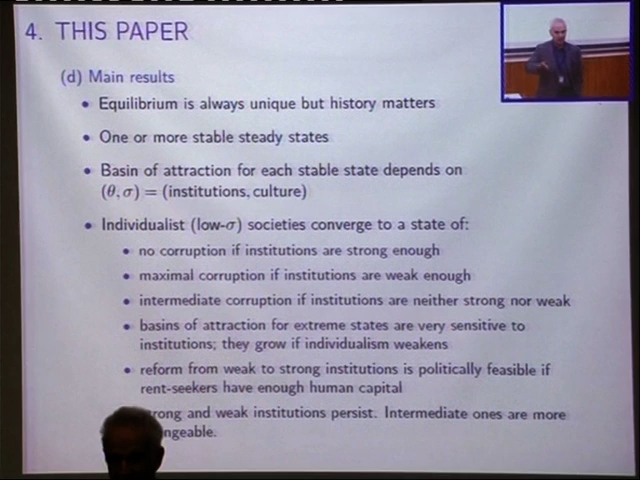 4. THIS PAPER
(d) Main results
• Equilibrium is always unique but history matters
• One or more stable steady states
• Basin of attraction for each stable state depends on
(θ, σ) = (institutions, culture)
• Individualist (low-σ) societies converge to a state of:
• no corruption if institutions are strong enough
• maximal corruption if institutions are weak enough
• intermediate corruption if institutions are neither strong nor weak
• basins of attraction for extreme states are very sensitive to
institutions; they grow if individualism weakens
• reform from weak to strong institutions is politically feasible if
rent-seekers have enough human capital
rong and weak institutions persist. Intermediate ones are more
ngeable.